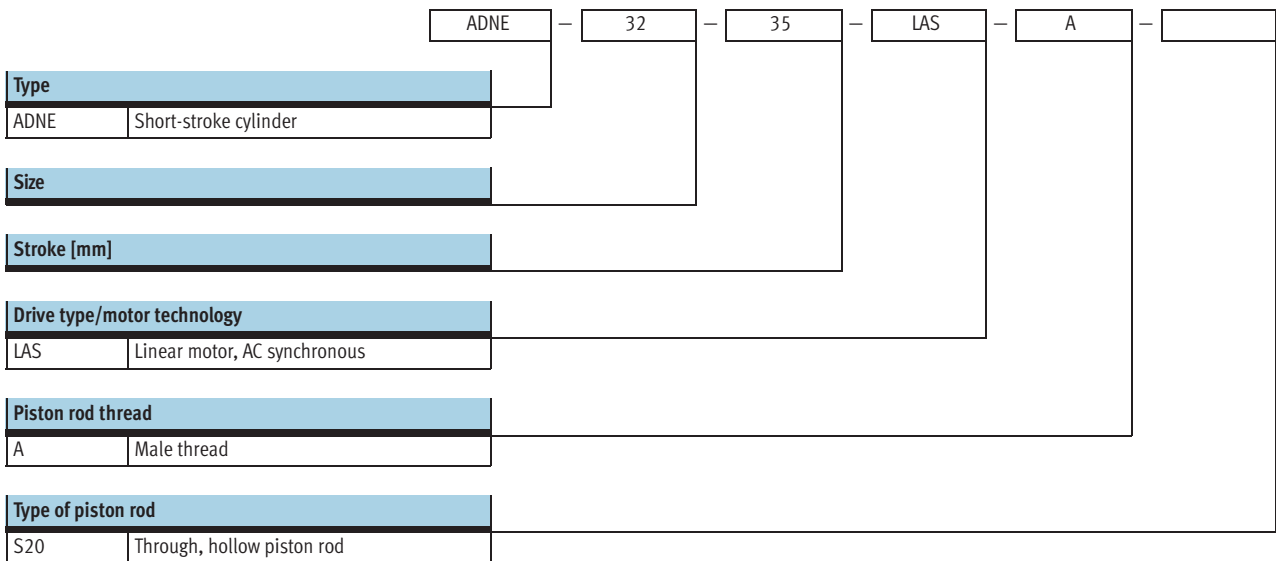 ADNE – 32 – 35 – LAS – A –
Type
ADNE Short-stroke cylinder
Size
Stroke [mm]
Drive type/motor technology
LAS Linear motor, AC synchronous
Piston rod thread
A Male thread
Type of piston rod
S20 Through, hollow piston rod